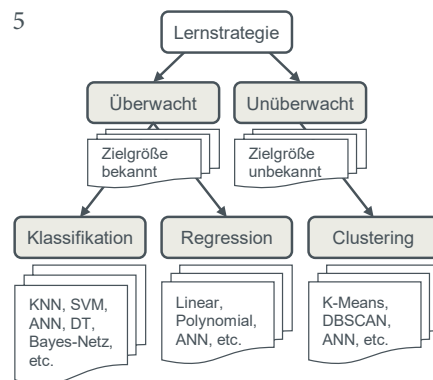 5
Lernstrategie
Überwacht
Unüberwacht
Zielgröße
bekannt
Zielgröße
unbekannt
Klassifikation
Regression
Clustering
KNN, SVM,
ANN, DT,
Bayes-Netz,
etc.
Linear,
Polynomial,
ANN, etc.
K-Means,
DBSCAN,
ANN, etc.